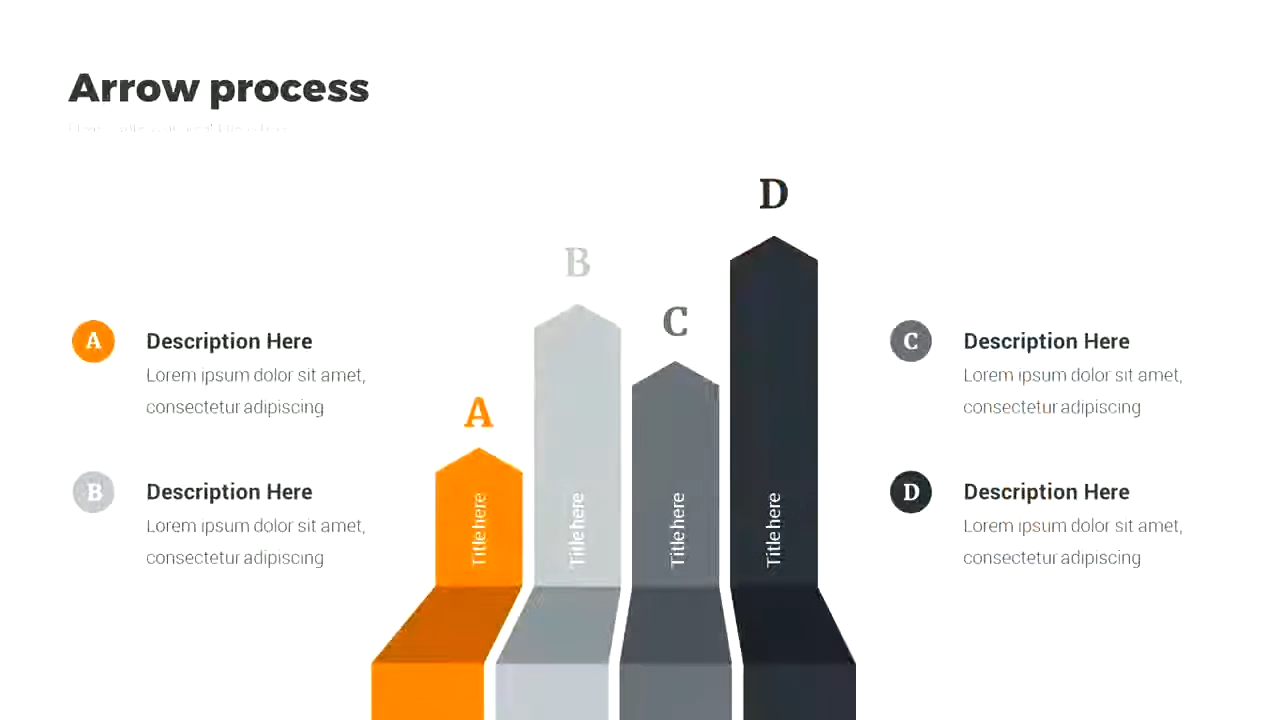 Arrow process
D
B
C
A
A
Description Here
Lorem ipsum dolor sit amet,
consectetur adipiscing
B
Description Here
Lorem ipsum dolor sit amet,
consectetur adipiscing
Title here
Title here
Title here
Title here
C
Description Here
Lorem ipsum dolor sit amet,
consectetur adipiscing
D
Description Here
Lorem ipsum dolor sit amet,
consectetur adipiscing